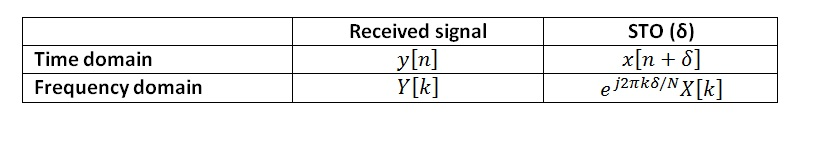 Received signal STO (δ)
Time domain y[n] x[n + δ]
Frequency domain Y[k] e^{j2πkδ/N}X[k]